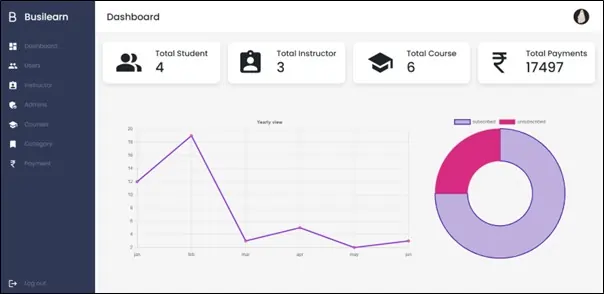 Busilearn
Dashboard
Dashboard
Users
Instructor
Admins
Courses
Category
Payment
Log out
Total Student
4
Total Instructor
3
Total Course
6
Total Payments
17497
Yearly view
20
18
16
14
12
10
8
6
4
2
jan
feb
mar
apr
may
jun
subscribed
unsubscribed